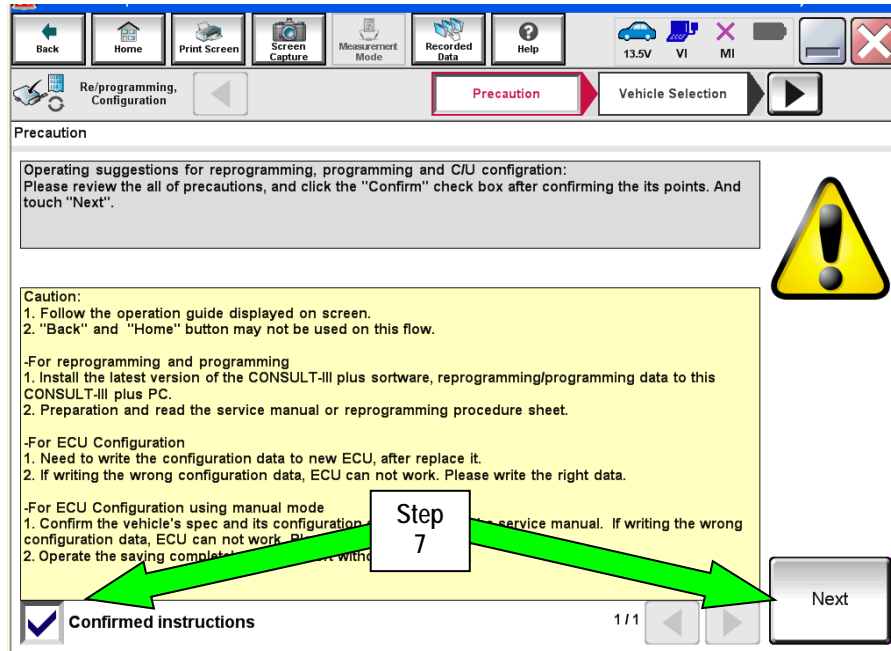 Back
Home
Print Screen
Screen
Capture
Measurement
Mode
Recorded
Data
Help
13.5V
VI
MI
Re/programming,
Configuration
Precaution
Vehicle Selection
Precaution
Operating suggestions for reprogramming, programming and C/U configration:
Please review the all of precautions, and click the "Confirm" check box after confirming the its points. And
touch "Next".
Caution:
1. Follow the operation guide displayed on screen.
2. "Back" and "Home" button may not be used on this flow.
-For reprogramming and programming
1. Install the latest version of the CONSULT-III plus sortware, reprogramming/programming data to this
CONSULT-III plus PC.
2. Preparation and read the service manual or reprogramming procedure sheet.
-For ECU Configuration
1. Need to write the configuration data to new ECU, after replace it.
2. If writing the wrong configuration data, ECU can not work. Please write the right data.
-For ECU Configuration using manual mode
1. Confirm the vehicle's spec and its configuration service manual. If writing the wrong
configuration data, ECU can not work.
2. Operate the saving
Step
7
Confirmed instructions
1/1
Next